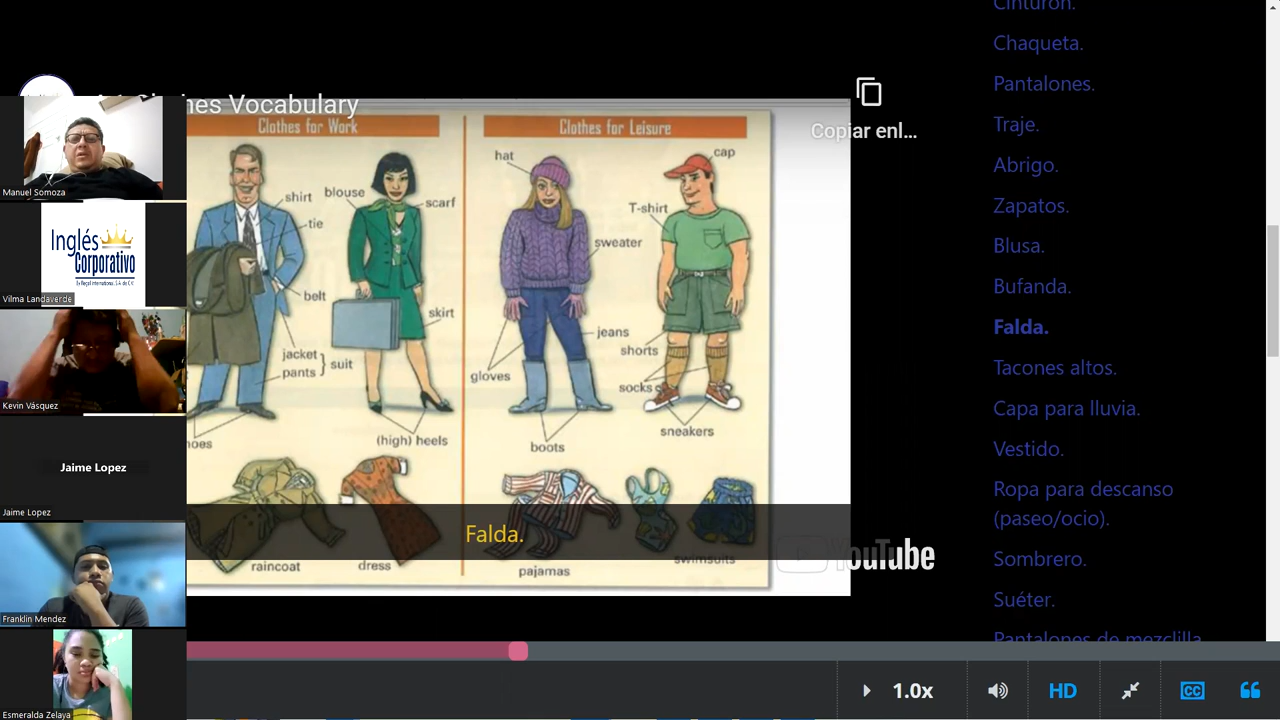 Cinturón.
Chaqueta.
Pantalones.
Traje.
Abrigo.
Zapatos.
Blusa.
Bufanda.
Falda.
Tacones altos.
Capa para lluvia.
Vestido.
Ropa para descanso
(paseo/ocio).
Sombrero.
Suéter.
Pantalones de mezclilla
Vocabulary
Copiar enl...
Clothes for Work
Clothes for Leisure
shirt
blouse
scarf
tie
belt
skirt
jacket
pants
suit
(high) heels
raincoat
dress
hat
cap
T-shirt
sweater
jeans
shorts
gloves
socks
boots
sneakers
pajamas
swimsuits
Falda.
YouTube
Manuel Somoza
Inglés
Corporativo
Vilma Landaverde
Kevin Vásquez
Jaime Lopez
Jaime Lopez
Franklin Mendez
Esmeralda Zelaya
1.0x
HD
CC